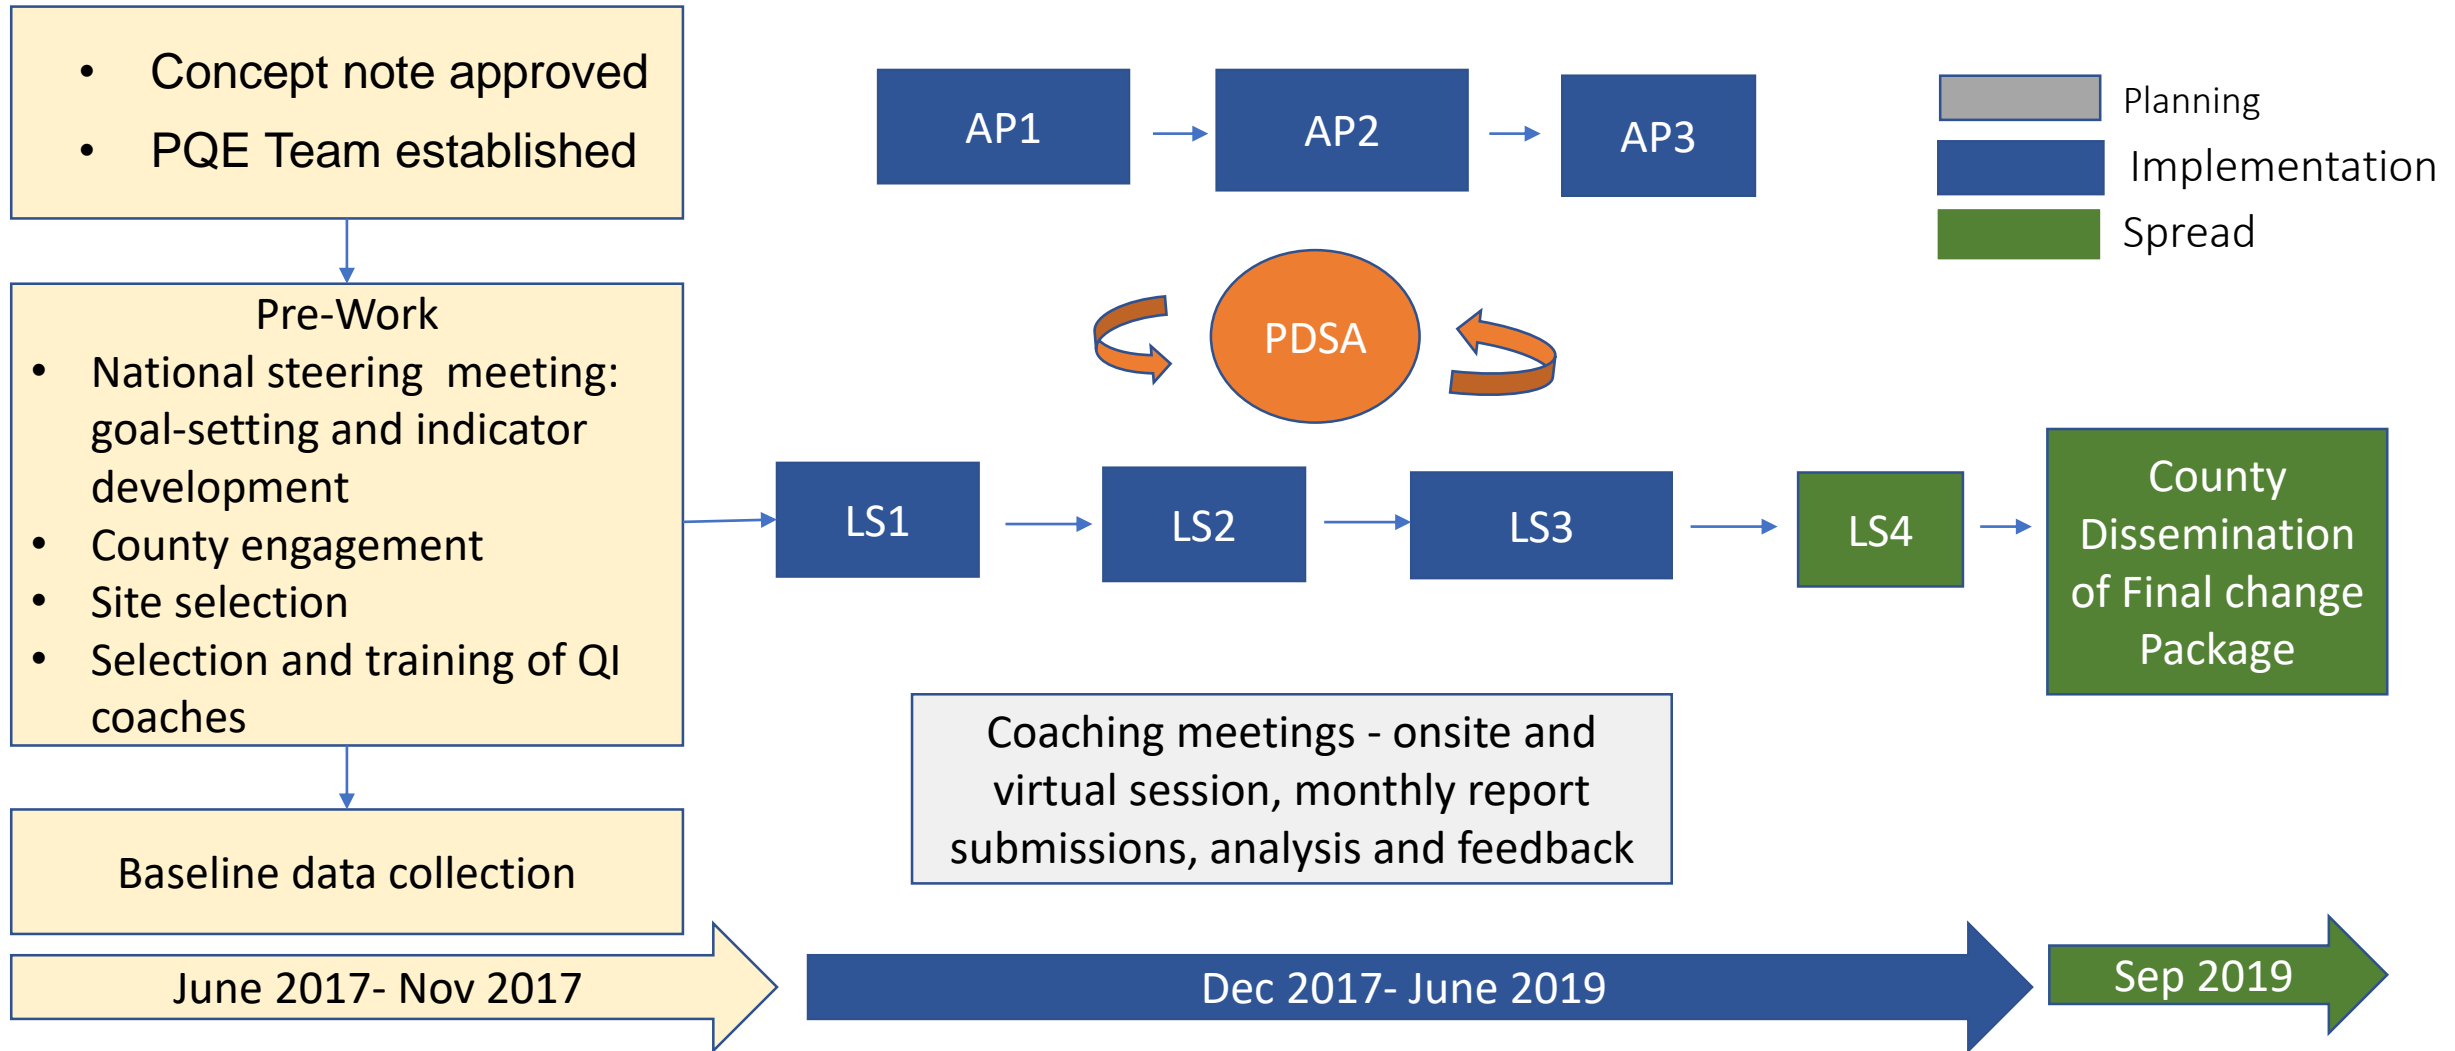 • Concept note approved
• PQE Team established
Pre-Work
• National steering  meeting:
goal-setting and indicator
development
• County engagement
• Site selection
• Selection and training of QI
coaches
Baseline data collection
June 2017- Nov 2017
AP1
AP2
AP3
PDSA
LS1
LS2
LS3
LS4
County
Dissemination
of Final change
Package
Coaching meetings - onsite and
virtual session, monthly report
submissions, analysis and feedback
Dec 2017- June 2019
Sep 2019
Planning
Implementation
Spread